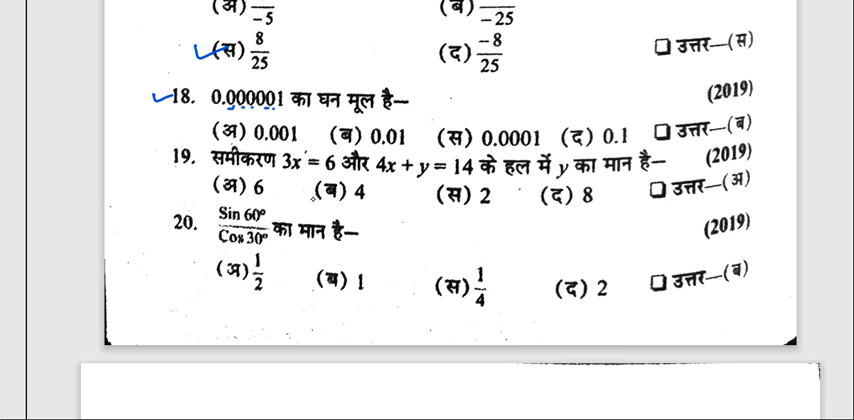 (अ) /-5 (ब) /-25
(स) 8/25 (द) -8/25 उत्तर—(स)
18. 0.000001 का घन मूल है— (2019)
(अ) 0.001 (ब) 0.01 (स) 0.0001 (द) 0.1 उत्तर—(ब)
19. समीकरण 3x = 6 और 4x + y = 14 के हल में y का मान है— (2019)
(अ) 6 (ब) 4 (स) 2 (द) 8 उत्तर—(अ)
20. Sin 60°/Cos 30° का मान है— (2019)
(अ) 1/2 (ब) 1 (स) 1/4 (द) 2 उत्तर—(ब)